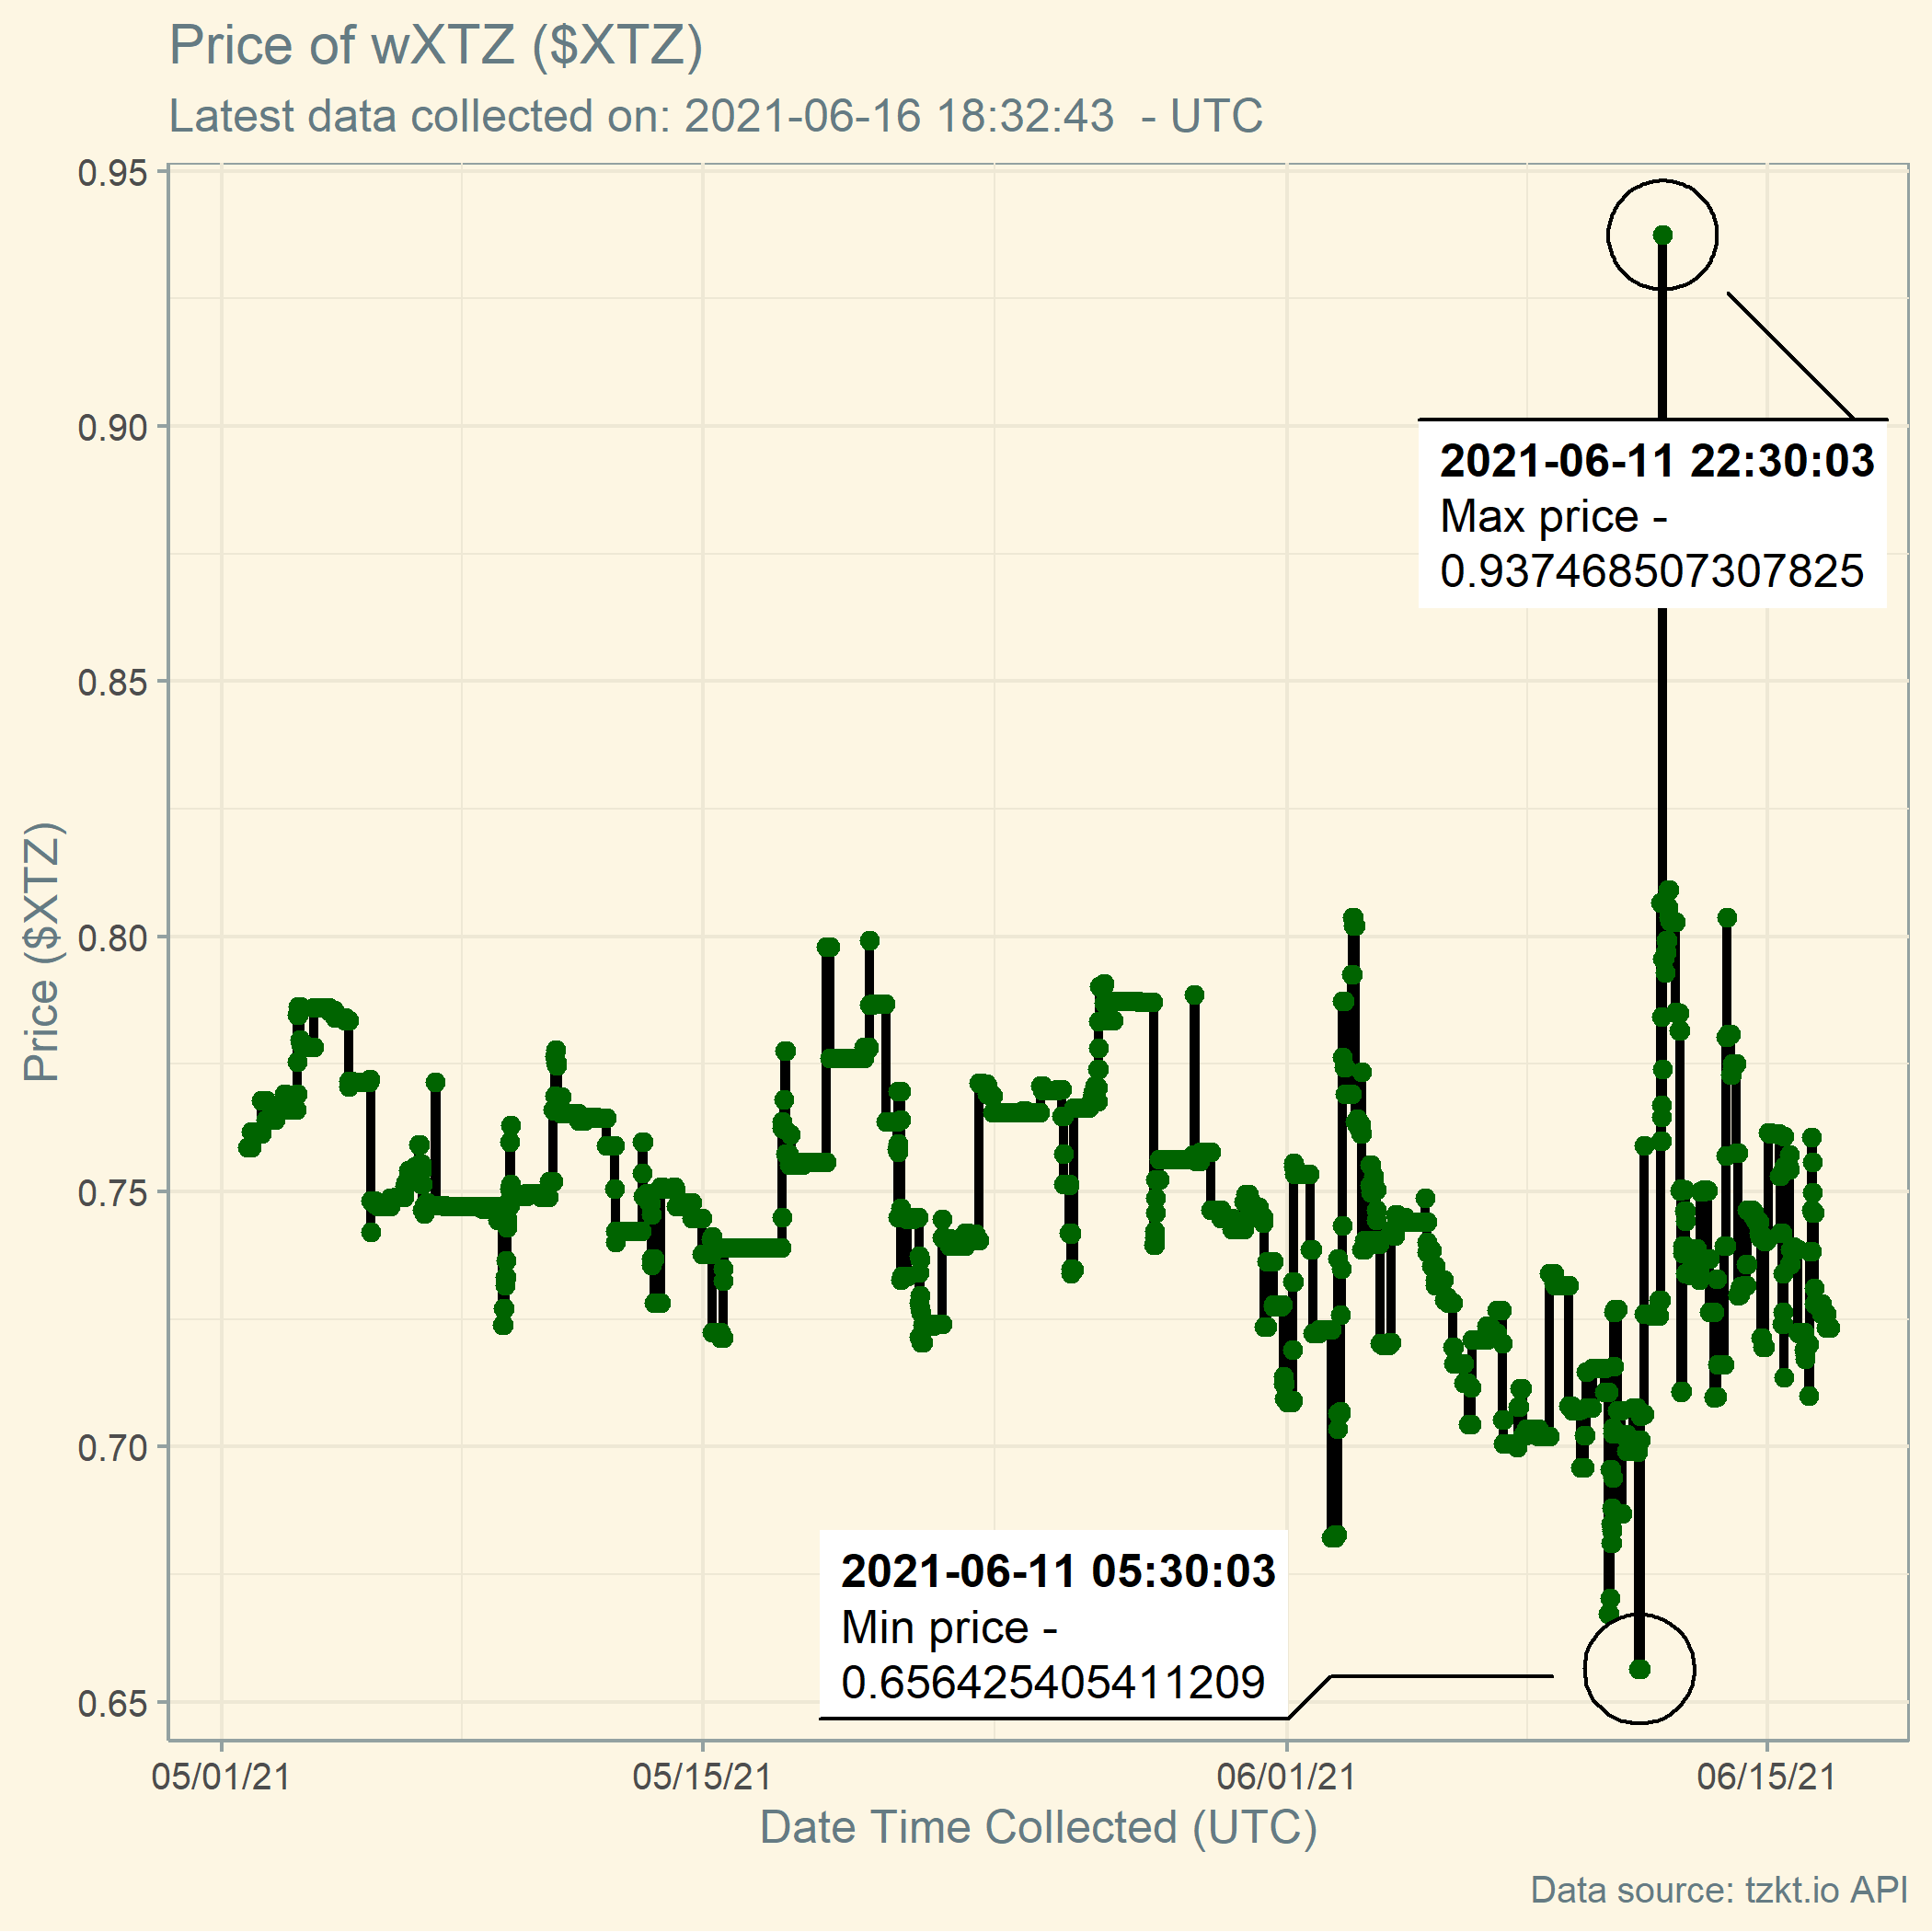 Price of wXTZ ($XTZ)
Latest data collected on: 2021-06-16 18:32:43  - UTC
0.95
0.90
0.85
0.80
0.75
0.70
0.65
Price ($XTZ)
2021-06-11 22:30:03
Max price -
0.937468507307825
2021-06-11 05:30:03
Min price -
0.656425405411209
05/01/21
05/15/21
06/01/21
06/15/21
Date Time Collected (UTC)
Data source: tzkt.io API